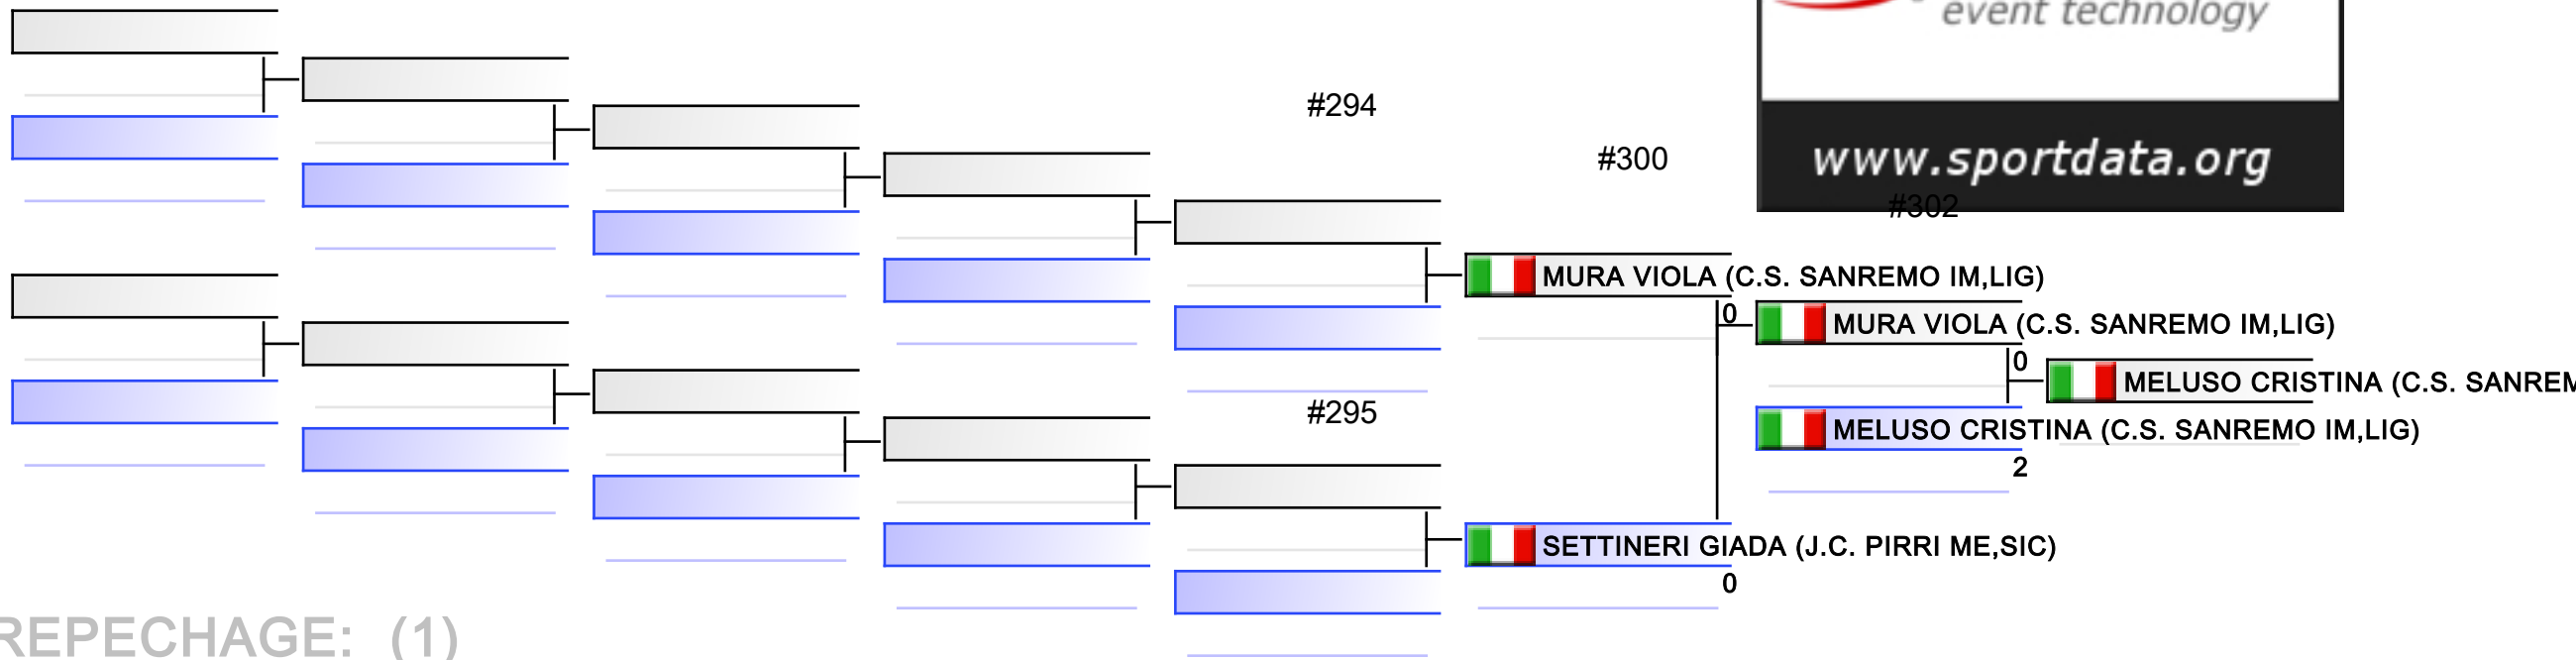 event technology
#294
#300
www.sportdata.org
#302
MURA VIOLA (C.S. SANREMO IM,LIG)
0
MURA VIOLA (C.S. SANREMO IM,LIG)
0
MELUSO CRISTINA (C.S. SANREM
#295
MELUSO CRISTINA (C.S. SANREMO IM,LIG)
2
SETTINERI GIADA (J.C. PIRRI ME,SIC)
0
REPECHAGE: (1)